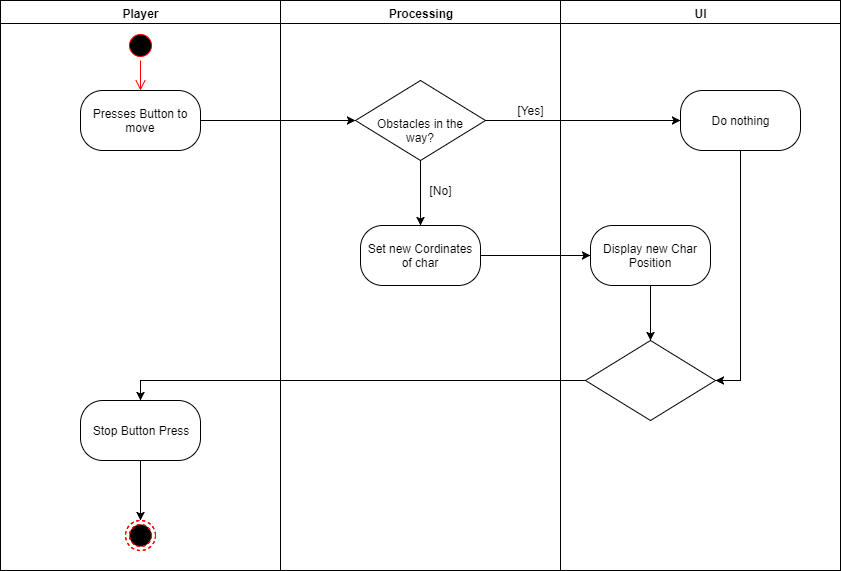 Player
Processing
UI
Presses Button to
move
Obstacles in the
way?
[Yes]
Do nothing
[No]
Set new Cordinates
of char
Display new Char
Position
Stop Button Press